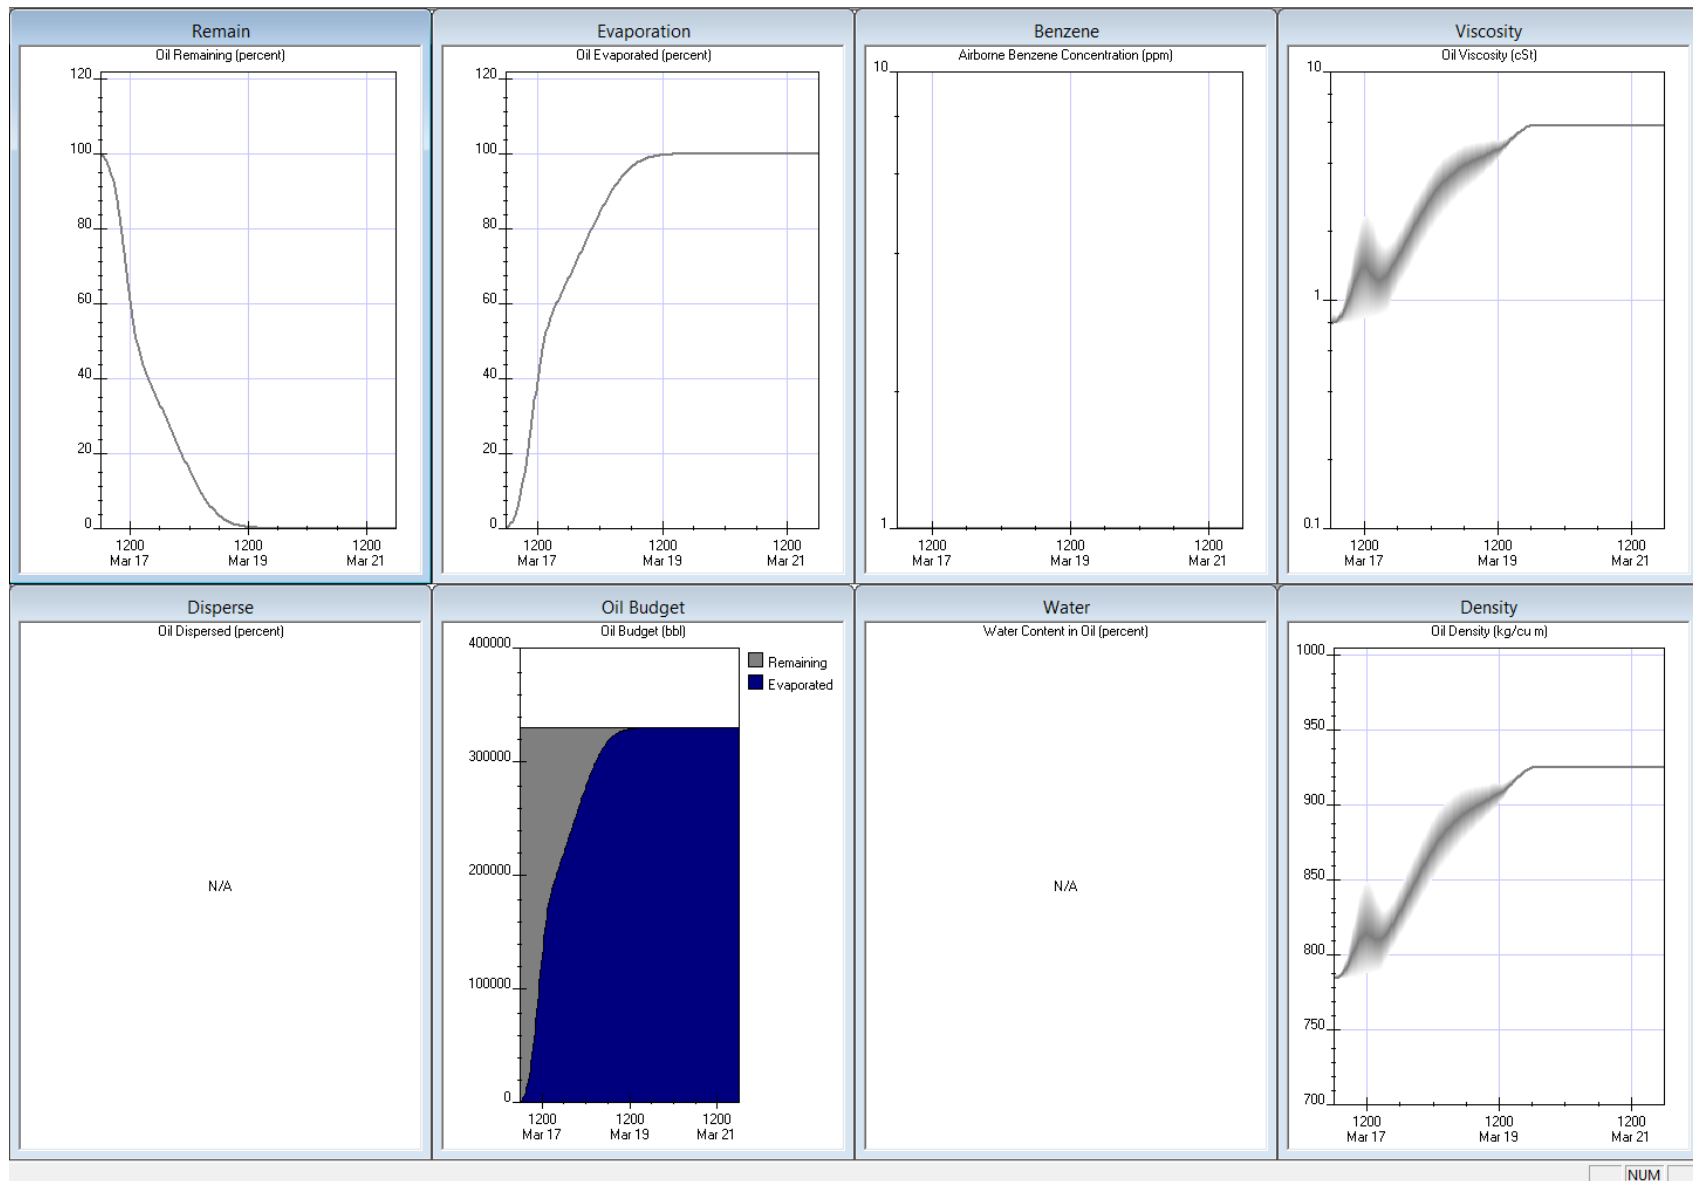 Remain
Oil Remaining (percent)
120
100
80
60
40
20
0
1200 1200 1200
Mar 17 Mar 19 Mar 21
Evaporation
Oil Evaporated (percent)
120
100
80
60
40
20
0
1200 1200 1200
Mar 17 Mar 19 Mar 21
Benzene
Airborne Benzene Concentration (ppm)
10
1
1200 1200 1200
Mar 17 Mar 19 Mar 21
Viscosity
Oil Viscosity (cSt)
10
1
0.1
1200 1200 1200
Mar 17 Mar 19 Mar 21
Disperse
Oil Dispersed (percent)
N/A
Oil Budget
Oil Budget (bbl)
400000
300000
200000
100000
0
1200 1200 1200
Mar 17 Mar 19 Mar 21
Remaining
Evaporated
Water
Water Content in Oil (percent)
N/A
Density
Oil Density (kg/cu m)
1000
950
900
850
800
750
700
1200 1200 1200
Mar 17 Mar 19 Mar 21
NUM